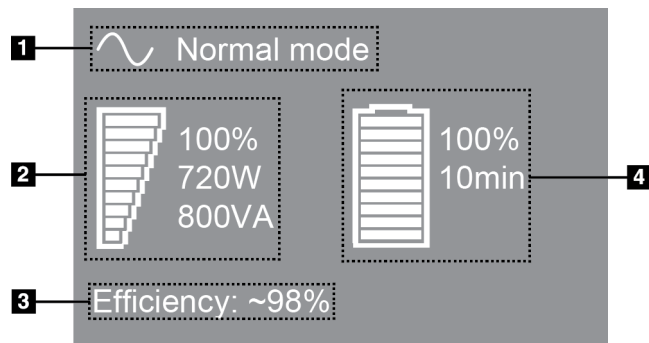 1 Normal mode
2 100%
720W
800VA
100%
10min 4
3 Efficiency: ~98%